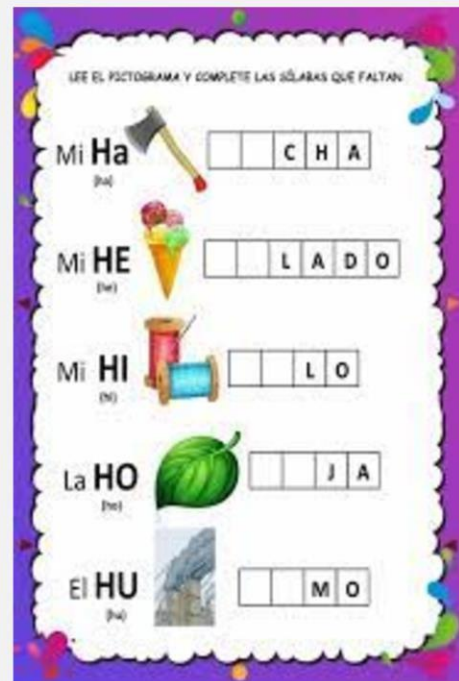 LEE EL PICTOGRAMA Y COMPLETE LAS SÍLABAS QUE FALTAN
Mi Ha C H A
(ha)
Mi HE L A D O
(he)
Mi HI L O
(hi)
La HO J A
(ho)
El HU M O